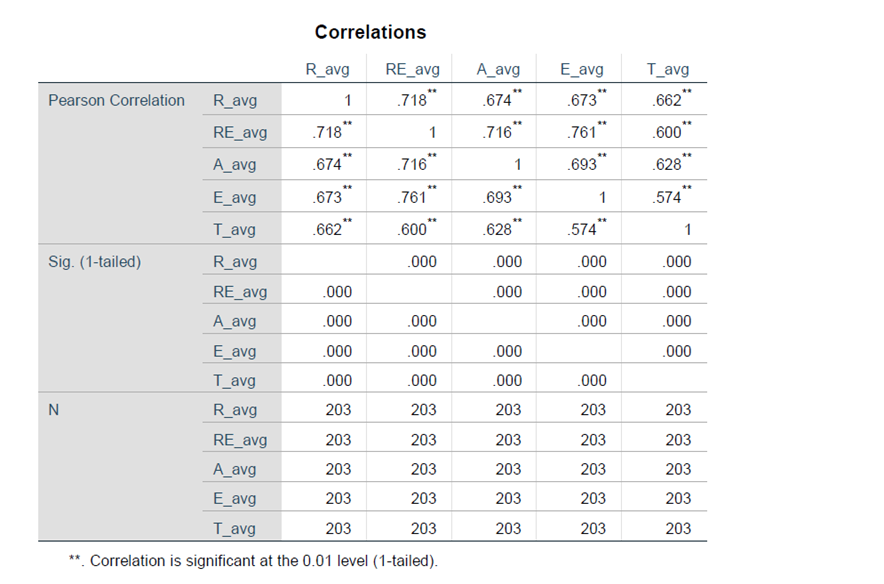 Correlations
R_avg RE_avg A_avg E_avg T_avg
Pearson Correlation R_avg 1 .718** .674** .673** .662**
RE_avg .718** 1 .716** .761** .600**
A_avg .674** .716** 1 .693** .628**
E_avg .673** .761** .693** 1 .574**
T_avg .662** .600** .628** .574** 1
Sig. (1-tailed) R_avg .000 .000 .000 .000
RE_avg .000 .000 .000 .000
A_avg .000 .000 .000 .000
E_avg .000 .000 .000 .000
T_avg .000 .000 .000 .000
N R_avg 203 203 203 203 203
RE_avg 203 203 203 203 203
A_avg 203 203 203 203 203
E_avg 203 203 203 203 203
T_avg 203 203 203 203 203
**. Correlation is significant at the 0.01 level (1-tailed).